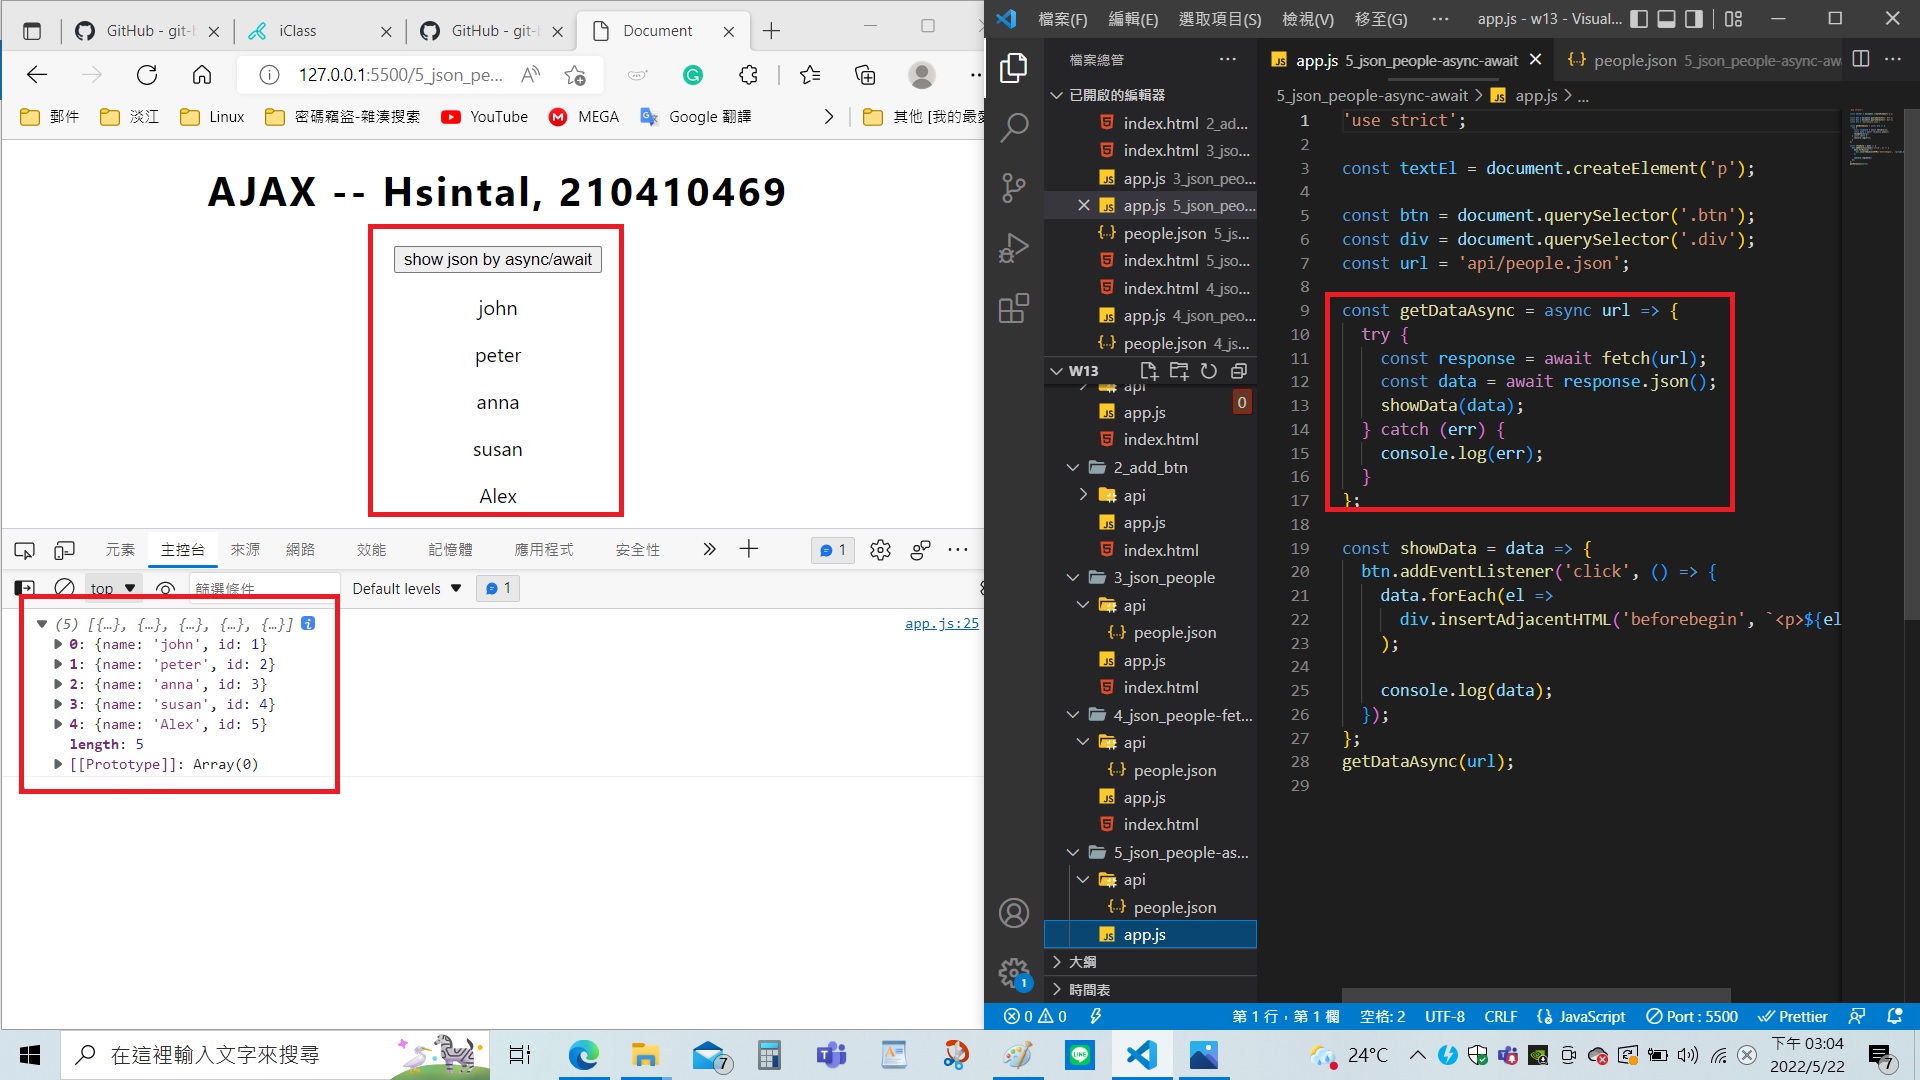 GitHub - git-b
iClass
GitHub - git-l
Document
127.0.0.1:5500/5_json_pe...
郵件
淡江
Linux
密碼竊盜-雜湊搜索
YouTube
MEGA
Google 翻譯
其他 [我的最愛
AJAX -- Hsintal, 210410469
show json by async/await
john
peter
anna
susan
Alex
元素
主控台
來源
網路
效能
記憶體
應用程式
安全性
1
top
篩選條件
Default levels
1
(5) [{…}, {…}, {…}, {…}, {…}]
app.js:25
0: {name: 'john', id: 1}
1: {name: 'peter', id: 2}
2: {name: 'anna', id: 3}
3: {name: 'susan', id: 4}
4: {name: 'Alex', id: 5}
length: 5
[[Prototype]]: Array(0)
檔案(F)
編輯(E)
選取項目(S)
檢視(V)
移至(G)
app.js - w13 - Visual...
檔案總管
已開啟的編輯器
index.html 2_ad...
index.html 3_jso...
app.js 3_json_peo...
app.js 5_json_peo...
people.json 5_js...
index.html 5_jso...
index.html 4_jso...
app.js 4_json_peo...
people.json 4_js...
W13
api
0
app.js
index.html
2_add_btn
api
app.js
index.html
3_json_people
api
people.json
app.js
index.html
4_json_people-fet...
api
people.json
app.js
index.html
5_json_people-as...
api
people.json
app.js
大綱
時間表
1
app.js 5_json_people-async-await
people.json 5_json_people-async-aw
5_json_people-async-await > app.js > ...
1 'use strict';
2
3 const textEl = document.createElement('p');
4
5 const btn = document.querySelector('.btn');
6 const div = document.querySelector('.div');
7 const url = 'api/people.json';
8
9 const getDataAsync = async url => {
10 try {
11 const response = await fetch(url);
12 const data = await response.json();
13 showData(data);
14 } catch (err) {
15 console.log(err);
16 }
17 };
18
19 const showData = data => {
20 btn.addEventListener('click', () => {
21 data.forEach(el =>
22 div.insertAdjacentHTML('beforebegin', `<p>${el
23 );
24
25 console.log(data);
26 });
27 };
28 getDataAsync(url);
29
0
0
第 1 行，第 1 欄
空格: 2
UTF-8
CRLF
JavaScript
Port : 5500
Prettier
在這裡輸入文字來搜尋
7
LINE
24°C
下午 03:04
2022/5/22
7